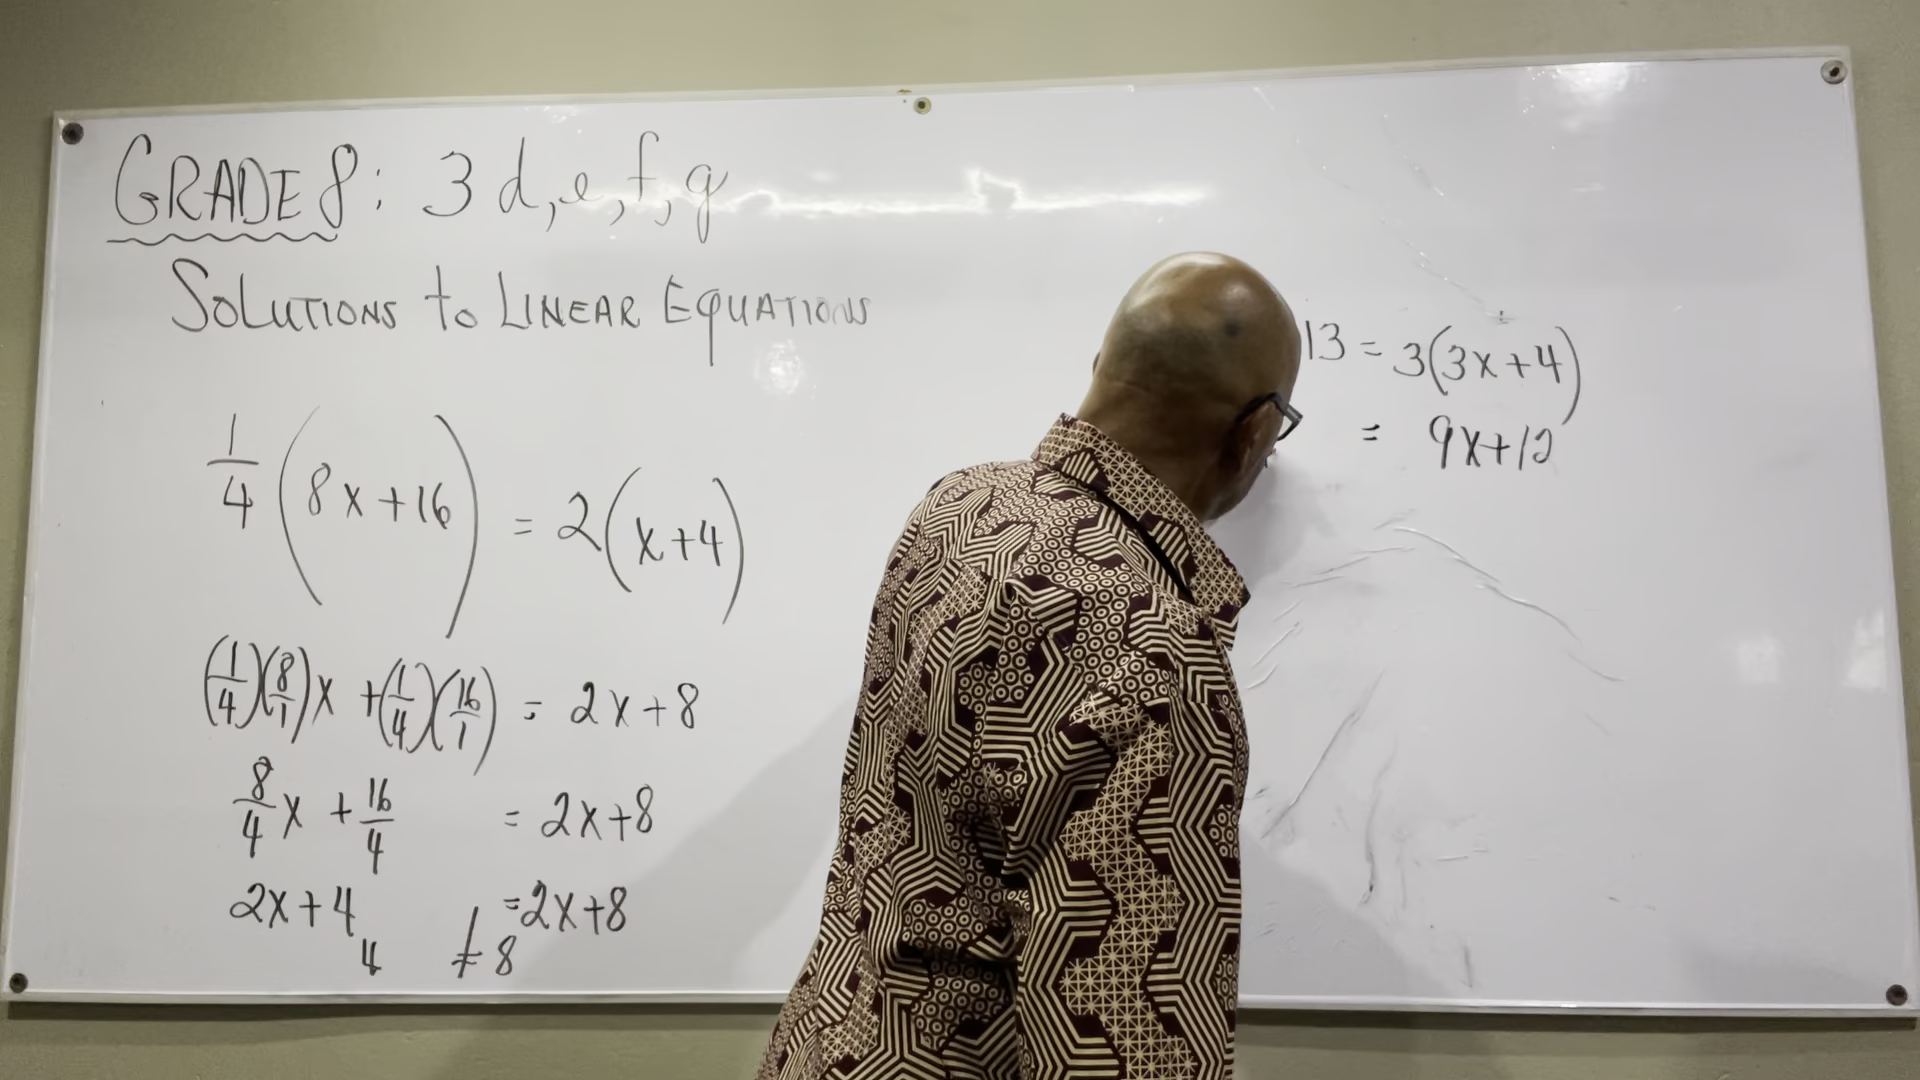 GRADE 8: 3 d,e,f,g
SOLUTIONS to LINEAR EQUATIONS
1/4 (8x+16) = 2(x+4)
(1/4)(8/1)x +(1/4)(16/1) = 2x+8
8/4 x + 16/4 = 2x+8
2x+4 =2x+8
4 ≠ 8
13 = 3(3x+4)
= 9x+12